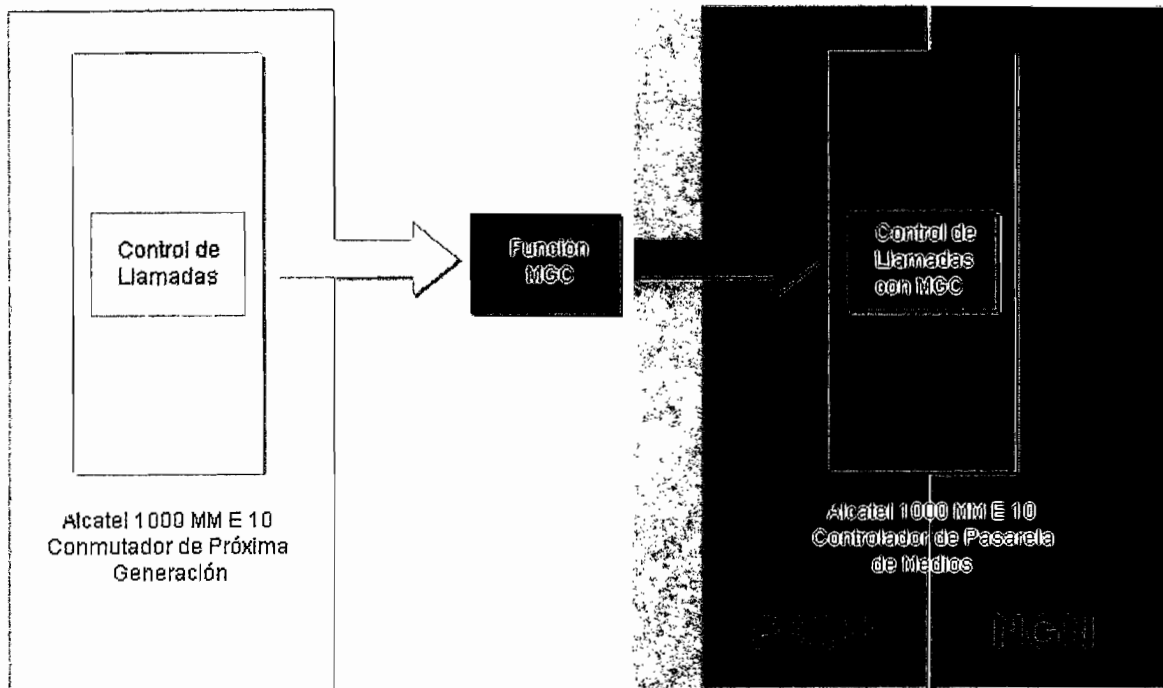 Control de
Llamadas
Función
MGC
Control de
Llamadas
con MGC
Alcatel 1000 MM E 10
Conmutador de Próxima
Generación
Alcatel 1000 MM E 10
Controlador de Pasarela
de Medios